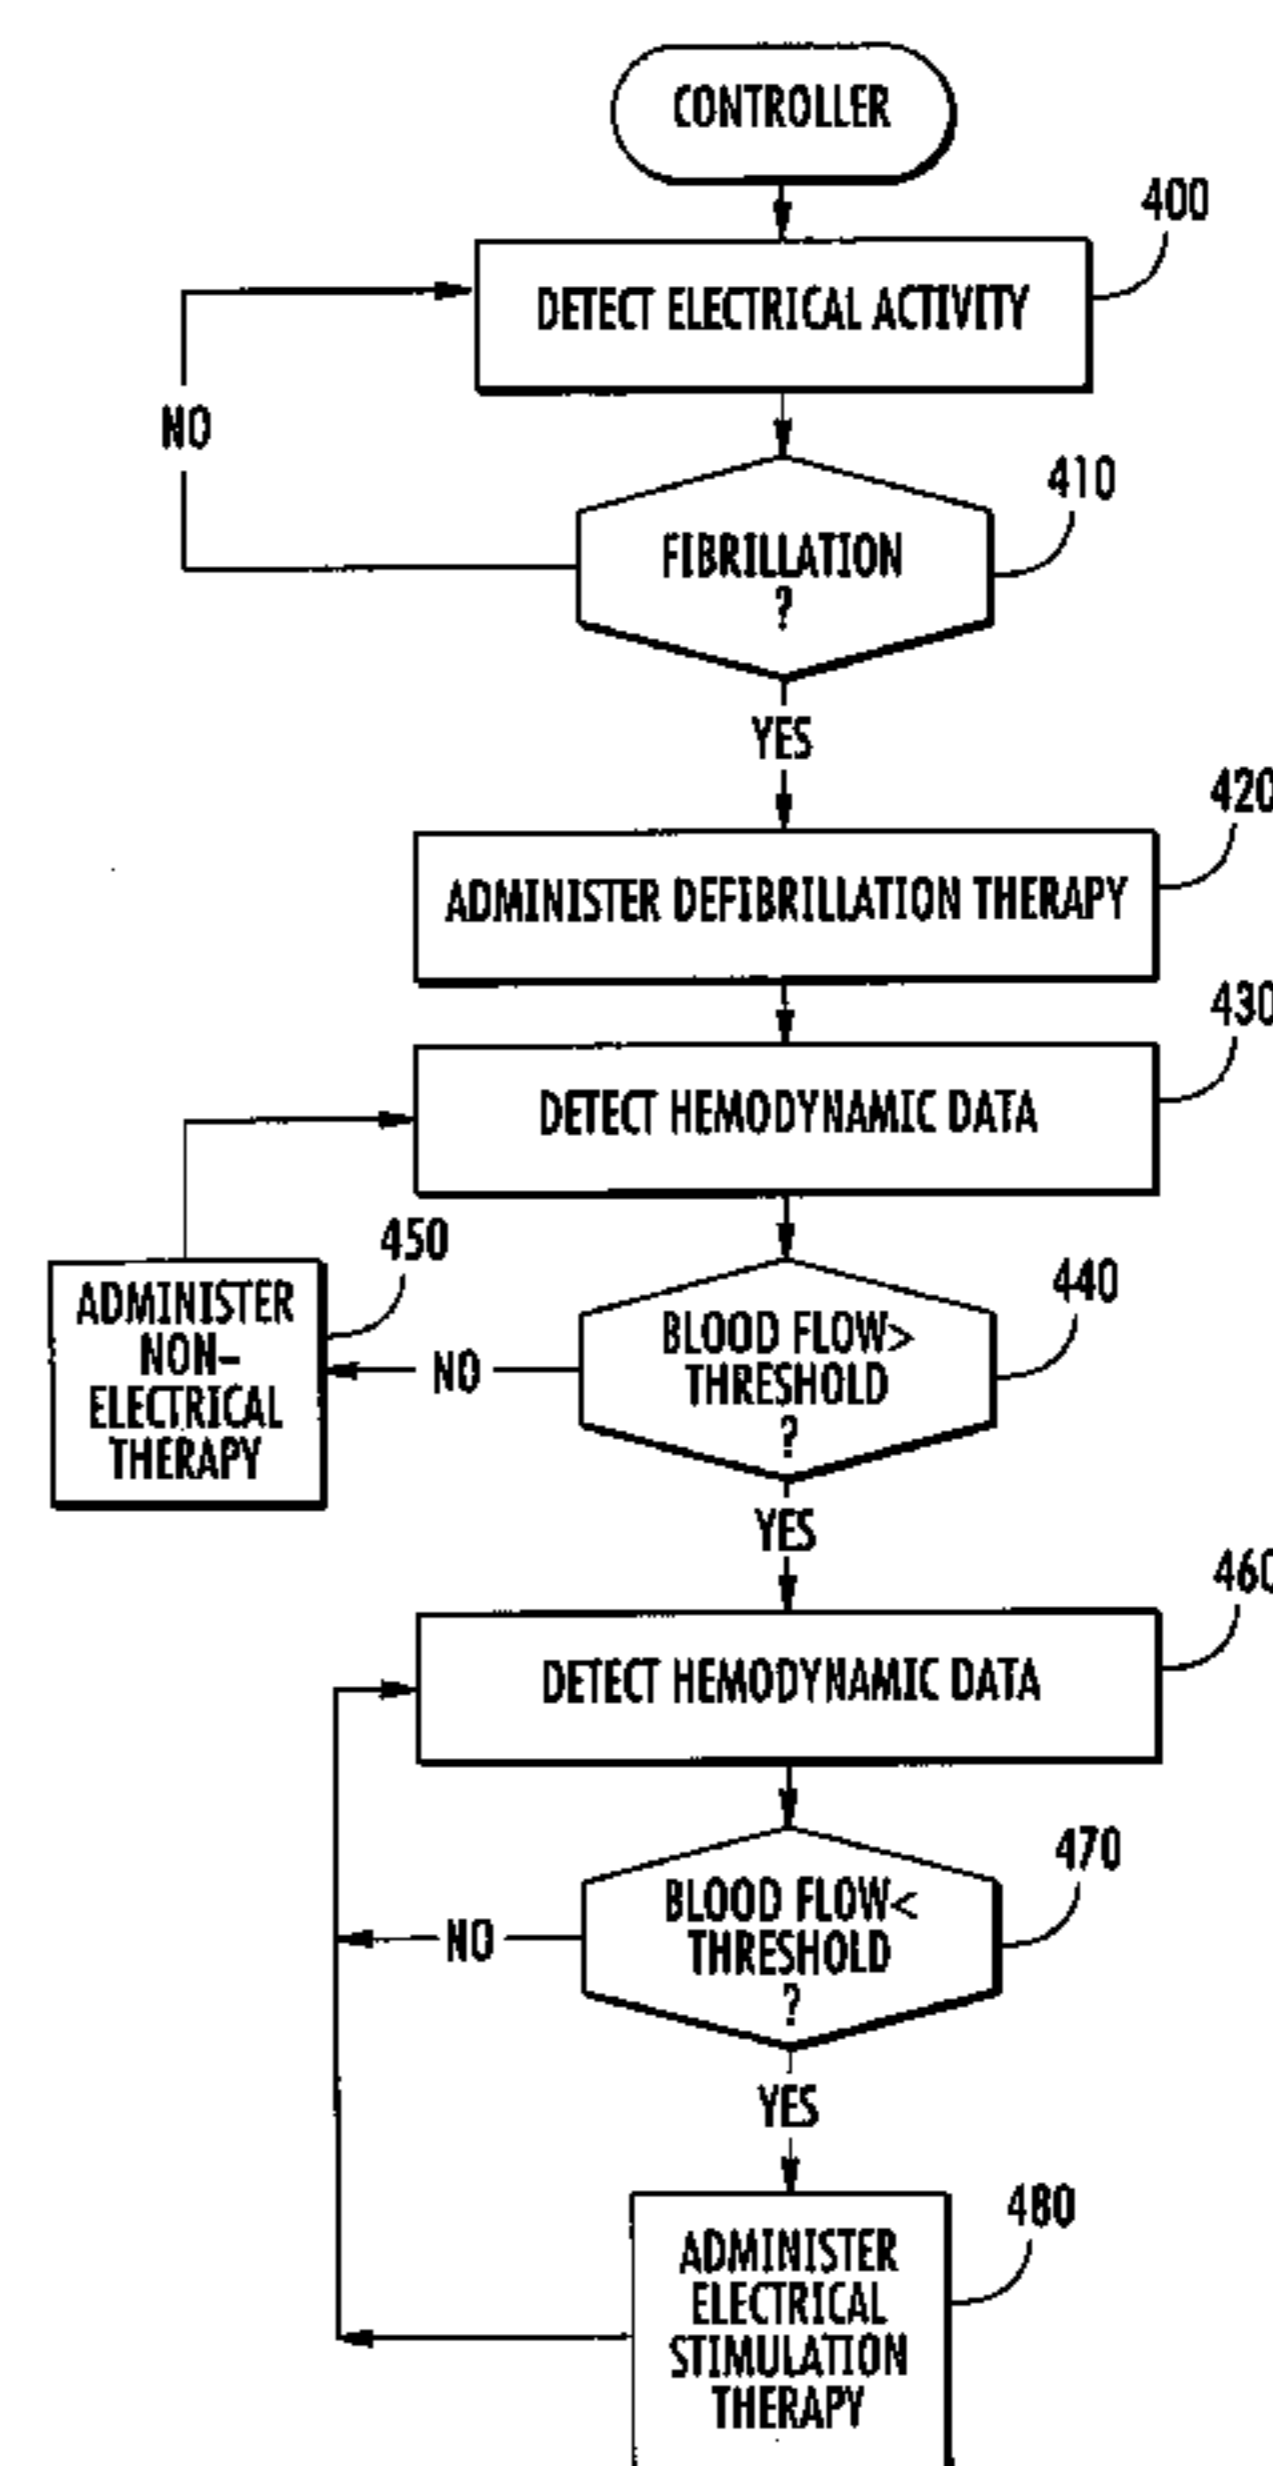 CONTROLLER
400
DETECT ELECTRICAL ACTIVITY
NO
410
FIBRILLATION
?
YES
420
ADMINISTER DEFIBRILLATION THERAPY
430
DETECT HEMODYNAMIC DATA
450
ADMINISTER
NON-
ELECTRICAL
THERAPY
NO
440
BLOOD FLOW>
THRESHOLD
?
YES
460
DETECT HEMODYNAMIC DATA
470
BLOOD FLOW<
THRESHOLD
?
NO
YES
480
ADMINISTER
ELECTRICAL
STIMULATION
THERAPY